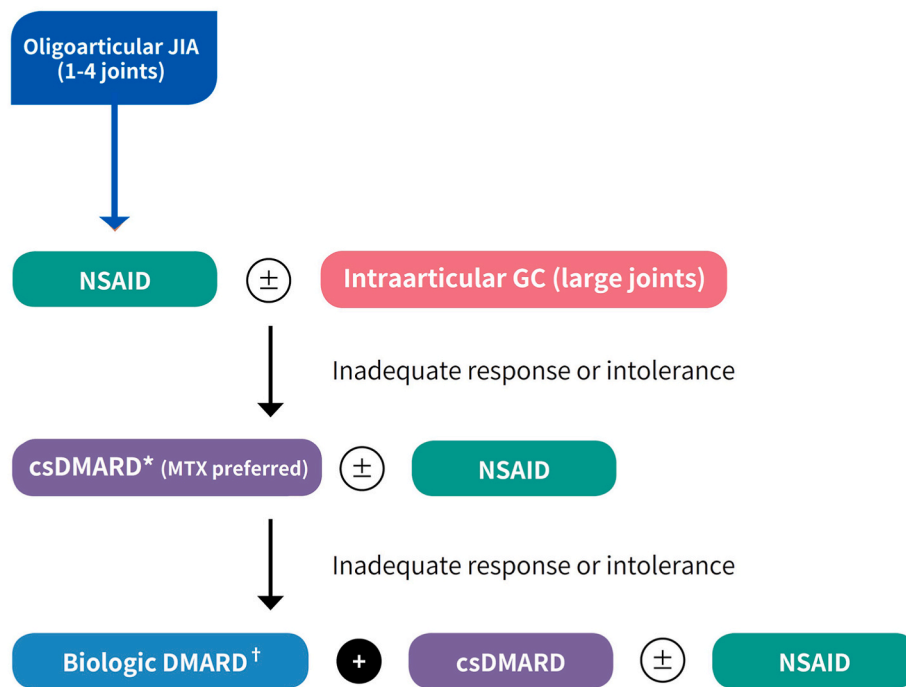 Oligoarticular JIA
(1-4 joints)
NSAID ± Intraarticular GC (large joints)
Inadequate response or intolerance
csDMARD* (MTX preferred) ± NSAID
Inadequate response or intolerance
Biologic DMARD† + csDMARD ± NSAID